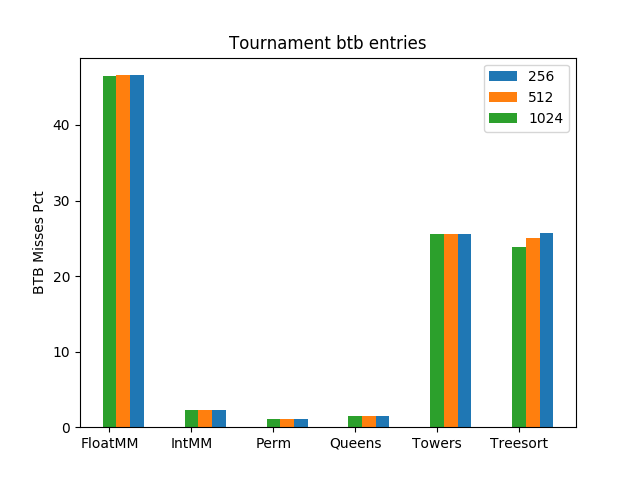 Tournament btb entries
256
512
1024
BTB Misses Pct
40
30
20
10
0
FloatMM IntMM Perm Queens Towers Treesort